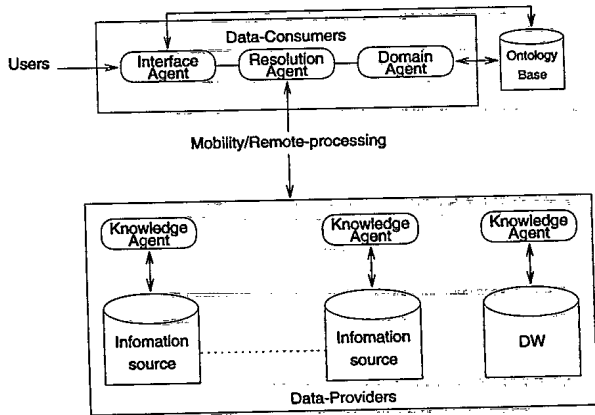 Data-Consumers
Users
Interface
Agent
Resolution
Agent
Domain
Agent
Ontology
Base
Mobility/Remote-processing
Knowledge
Agent
Knowledge
Agent
Knowledge
Agent
Infomation
source
Infomation
source
DW
Data-Providers